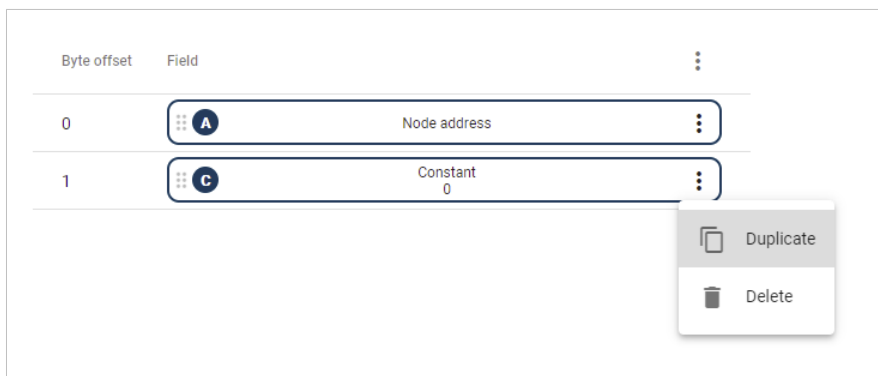 Byte offset Field
0 A Node address
1 C Constant
0
Duplicate
Delete